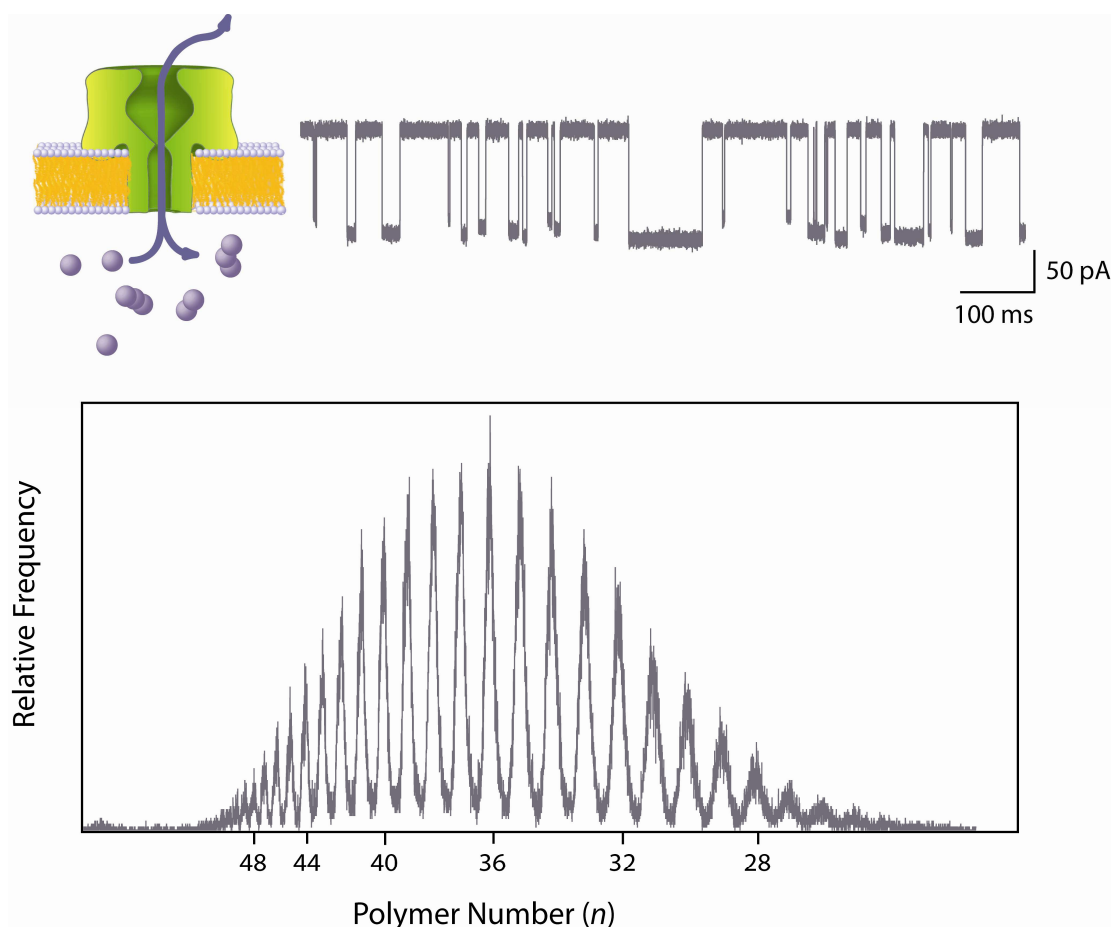 50 pA
100 ms
Relative Frequency
48 44 40 36 32 28
Polymer Number (n)